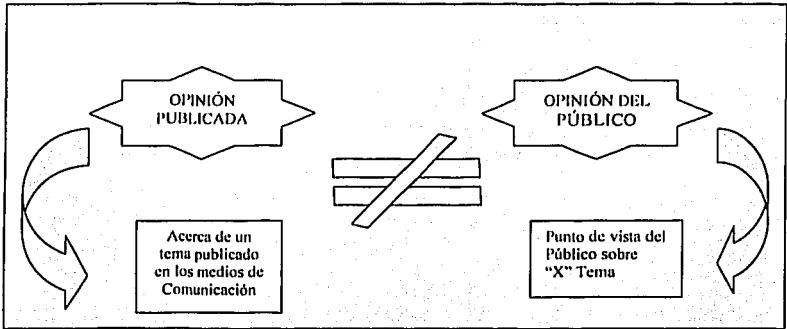 OPINIÓN
PUBLICADA
OPINIÓN DEL
PÚBLICO
Acerca de un
tema publicado
en los medios de
Comunicación
Punto de vista del
Público sobre
"X" Tema